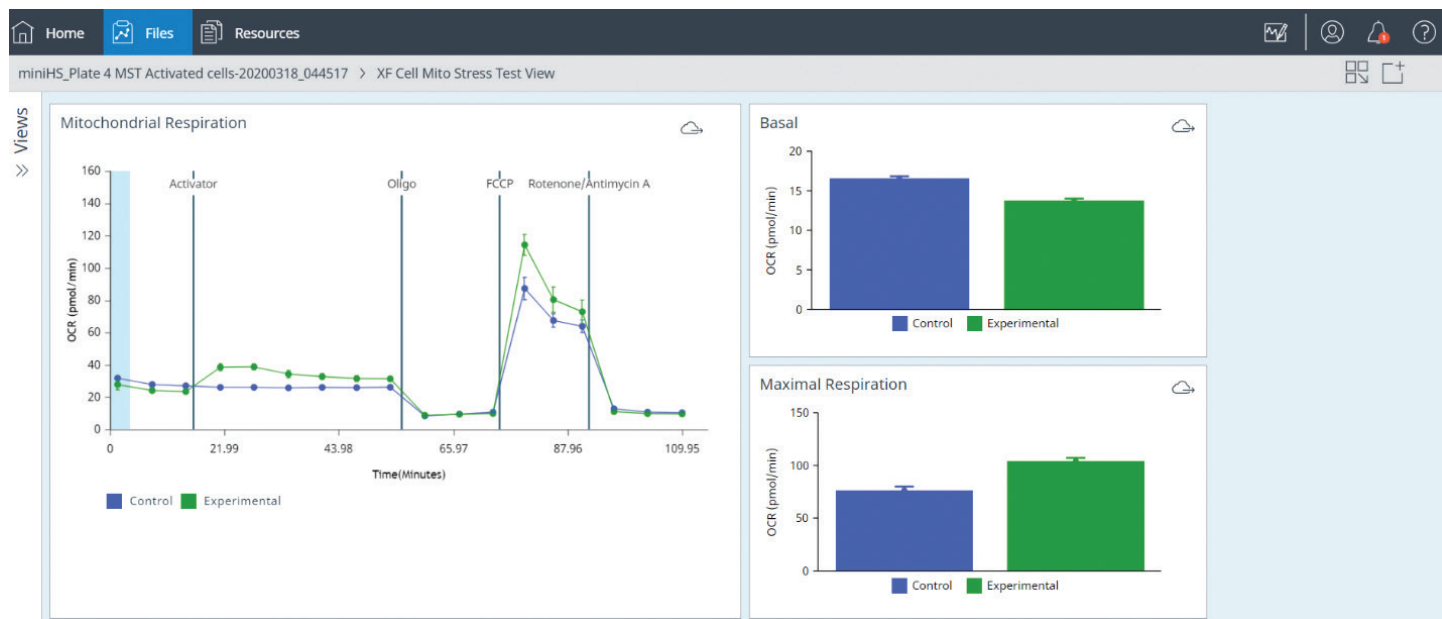 Home Files Resources
miniHS_Plate 4 MST Activated cells-20200318_044517 > XF Cell Mito Stress Test View
Views
Mitochondrial Respiration
160
140
120
100
80
60
40
20
0
OCR (pmol/min)
Activator Oligo FCCP Rotenone/Antimycin A
0 21.99 43.98 65.97 87.96 109.95
Time(Minutes)
Control Experimental
Basal
20
15
10
5
0
OCR (pmol/min)
Control Experimental
Maximal Respiration
150
100
50
0
OCR (pmol/min)
Control Experimental